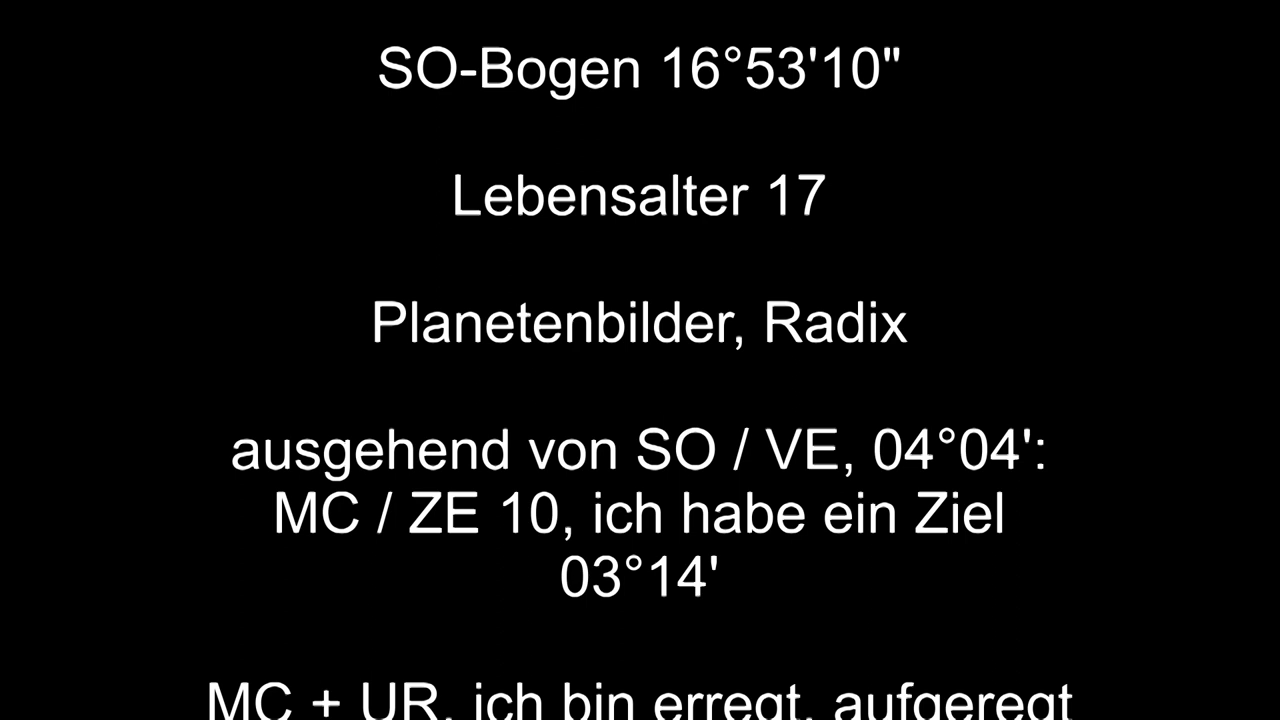 SO-Bogen 16°53'10"
Lebensalter 17
Planetenbilder, Radix
ausgehend von SO / VE, 04°04':
MC / ZE 10, ich habe ein Ziel
03°14'
MC + UR, ich bin erregt, aufgeregt